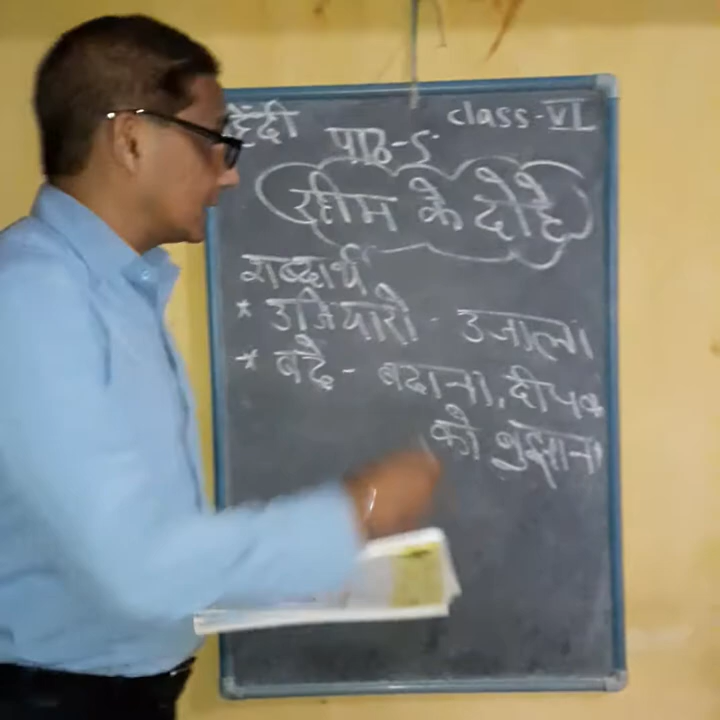 हिंदी class-VI
पाठ-5
रहीम के दोहे
शब्दार्थ
* उजियारो - उजाला
* बढ़ै - बढाना, दीपक
को बुझाना